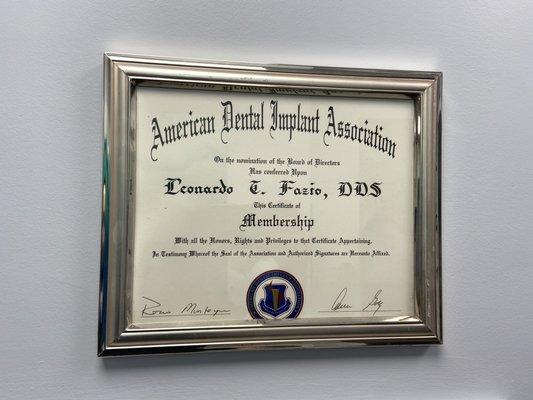 American Dental Implant Association
On the nomination of the Board of Directors
Has conferred Upon
Leonardo T. Fazio, DDS
This Certificate of
Membership
With all the Honors, Rights and Privileges to that Certificate Appertaining.
In Testimony Whereof the Seal of the Association and Authorized Signatures are Hereunto Affixed.